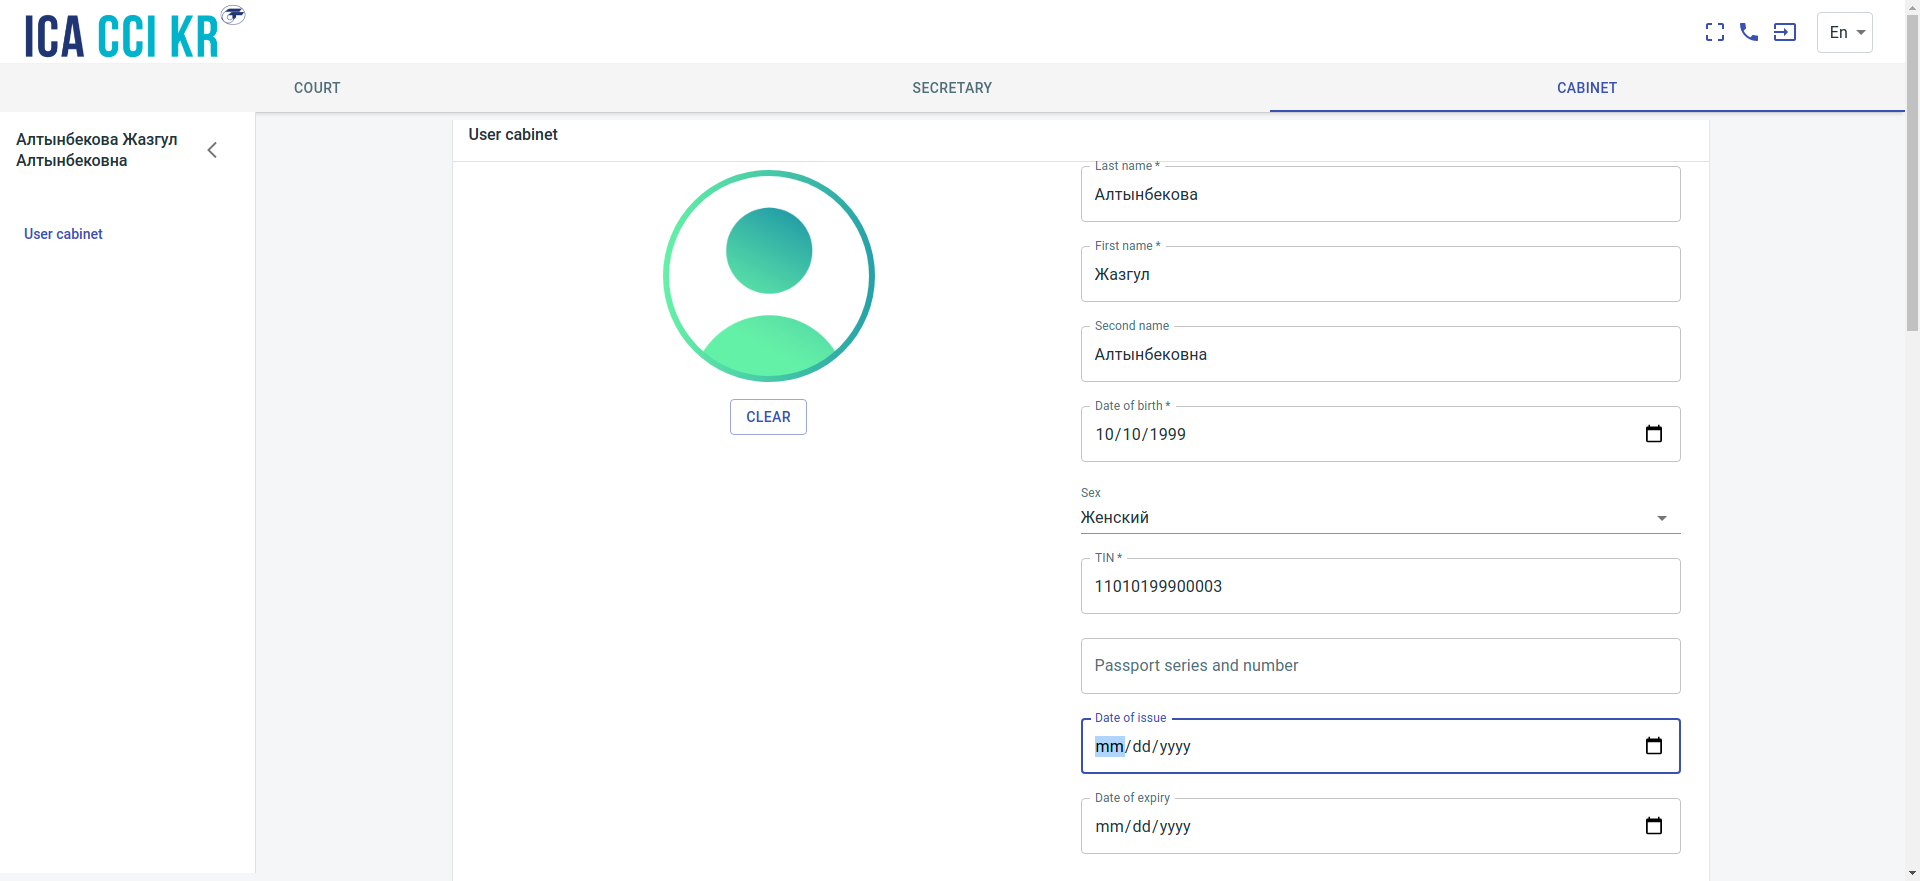 ICA CCI KR
En
COURT
SECRETARY
CABINET
Алтынбекова Жазгул
Алтынбековна
User cabinet
User cabinet
CLEAR
Last name *
Алтынбекова
First name *
Жазгул
Second name
Алтынбековна
Date of birth *
10/10/1999
Sex
Женский
TIN *
11010199900003
Passport series and number
Date of issue
mm/dd/yyyy
Date of expiry
mm/dd/yyyy